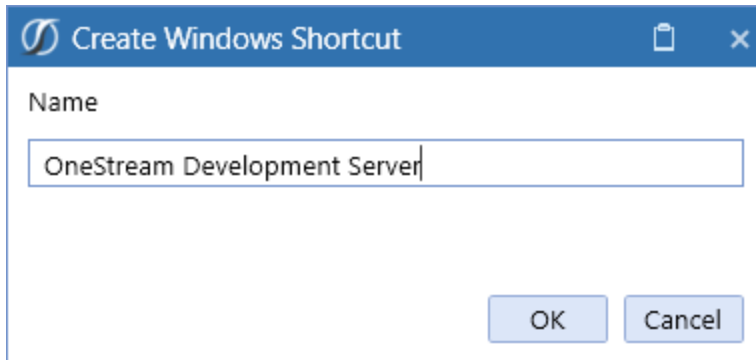 Create Windows Shortcut
Name
OneStream Development Server
OK Cancel